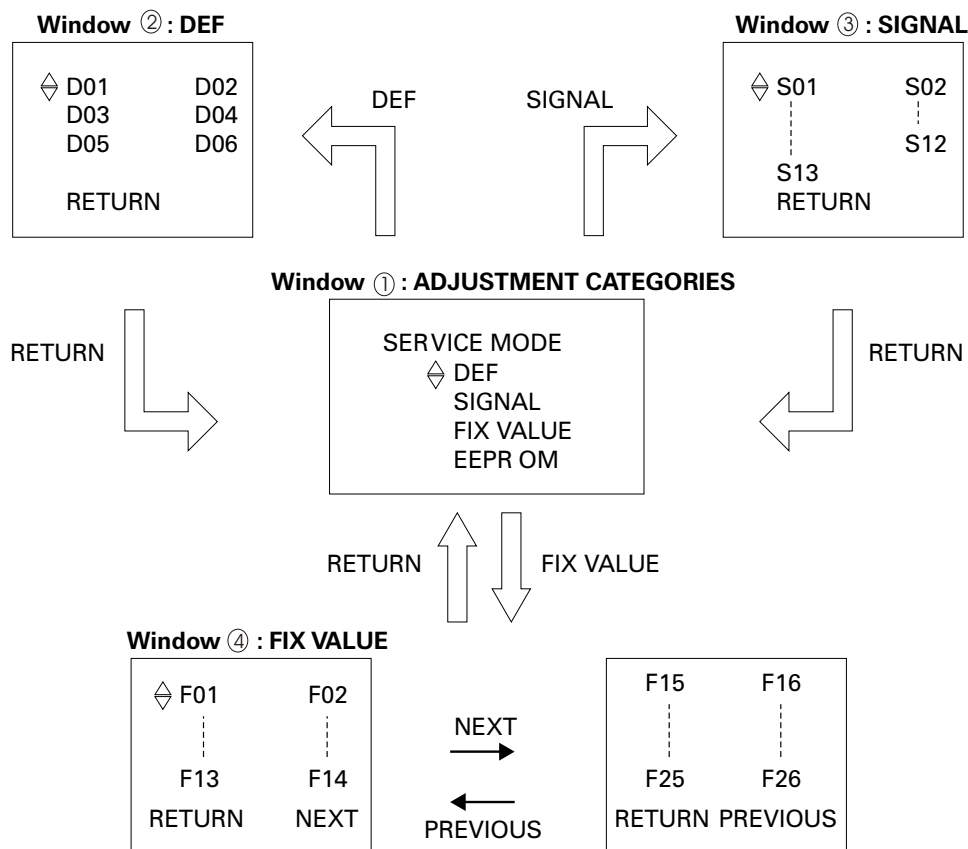 Window ② : DEF
D01 D02
D03 D04
D05 D06
RETURN
DEF
SIGNAL
Window ③ : SIGNAL
S01 S02
S12
S13
RETURN
Window ① : ADJUSTMENT CATEGORIES
SERVICE MODE
DEF
SIGNAL
FIX VALUE
EEPR OM
RETURN
RETURN
RETURN
FIX VALUE
Window ④ : FIX VALUE
F01 F02
F13 F14
RETURN NEXT
NEXT
PREVIOUS
F15 F16
F25 F26
RETURN PREVIOUS